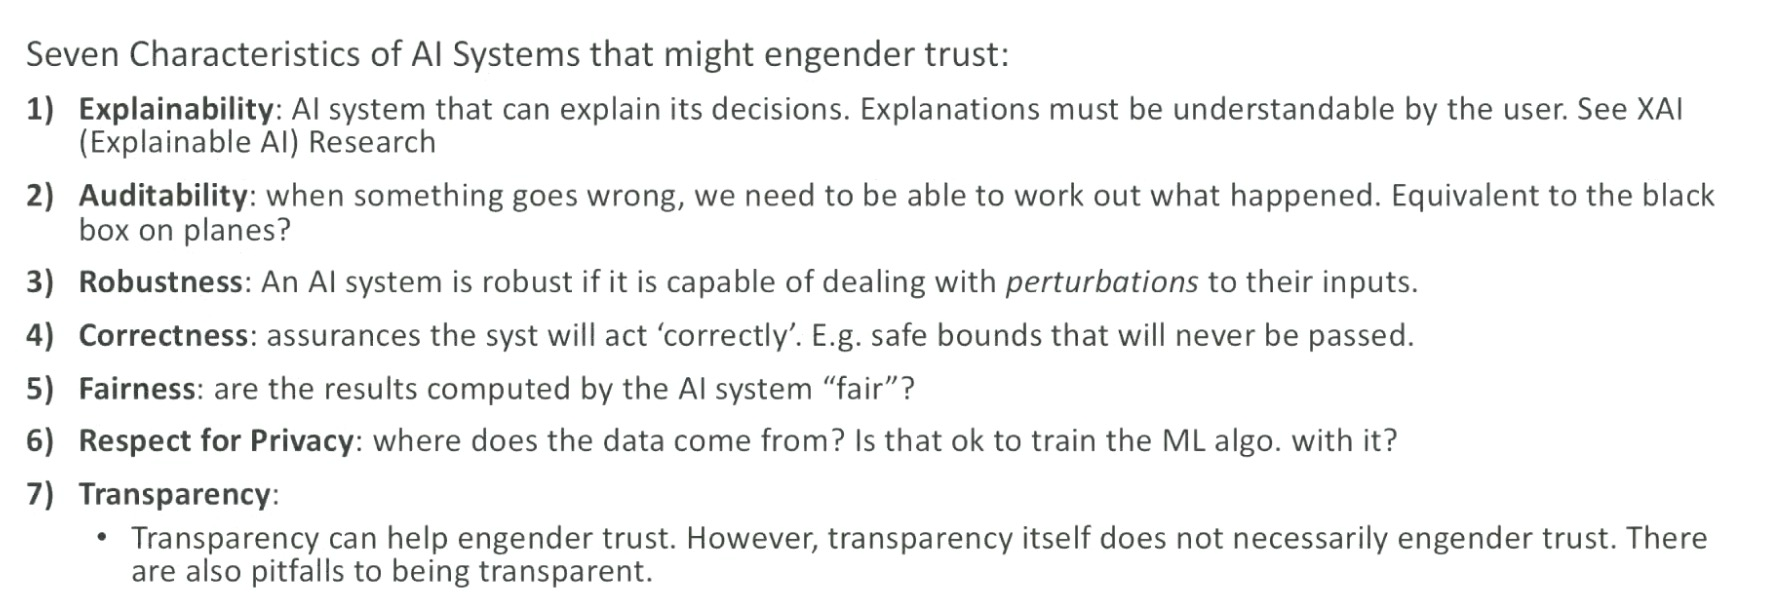 Seven Characteristics of AI Systems that might engender trust:
1) Explainability: AI system that can explain its decisions. Explanations must be understandable by the user. See XAI
(Explainable AI) Research
2) Auditability: when something goes wrong, we need to be able to work out what happened. Equivalent to the black
box on planes?
3) Robustness: An AI system is robust if it is capable of dealing with perturbations to their inputs.
4) Correctness: assurances the syst will act ‘correctly’. E.g. safe bounds that will never be passed.
5) Fairness: are the results computed by the AI system “fair”?
6) Respect for Privacy: where does the data come from? Is that ok to train the ML algo. with it?
7) Transparency:
• Transparency can help engender trust. However, transparency itself does not necessarily engender trust. There
are also pitfalls to being transparent.